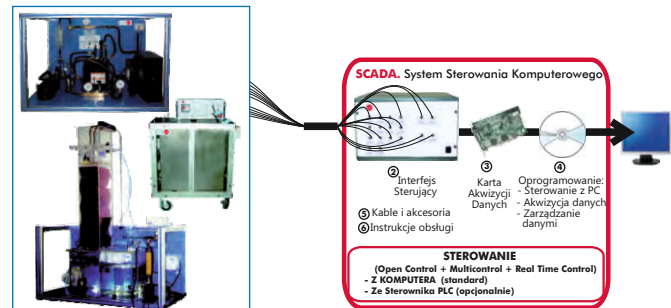 SCADA. System Sterowania Komputerowego
② Interfejs
Sterujący
③ Karta
Akwizycji
Danych
④ Oprogramowanie:
- Sterowanie z PC
- Akwizycja danych
- Zarządzanie
danymi
⑤ Kable i akcesoria
⑥ Instrukcje obsługi
STEROWANIE
(Open Control + Multicontrol + Real Time Control)
- Z KOMPUTERA (standard)
- Ze Sterownika PLC (opcjonalnie)